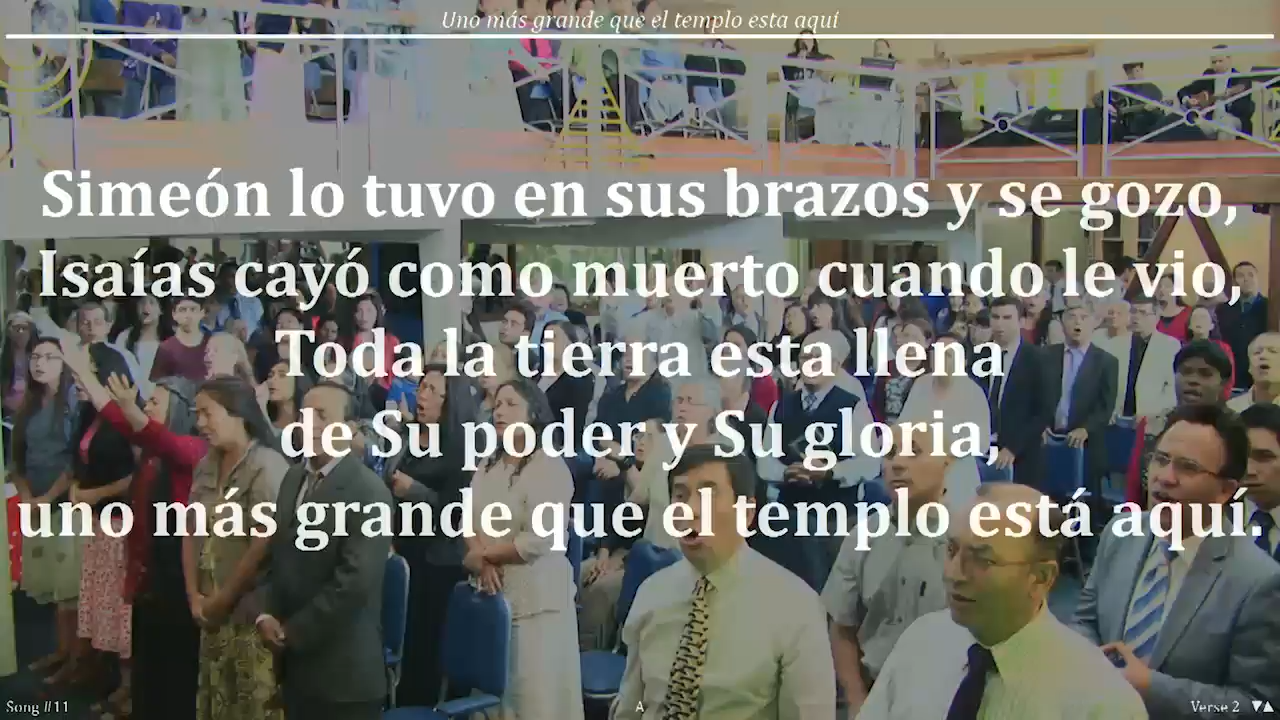 Uno más grande que el templo esta aquí
Simeón lo tuvo en sus brazos y se gozo,
Isaías cayó como muerto cuando le vio,
Toda la tierra esta llena
de Su poder y Su gloria,
uno más grande que el templo está aquí.
Song #11
A
Verse 2 ▼▲